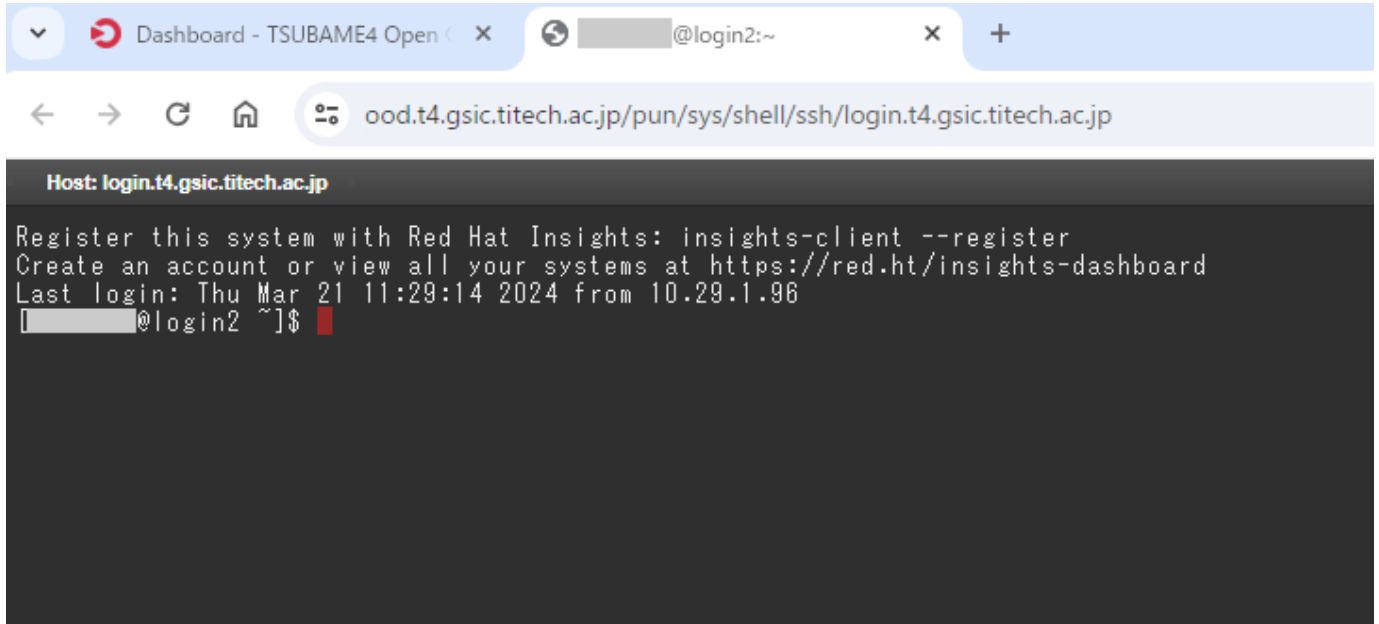 Dashboard - TSUBAME4 Open
@login2:~
ood.t4.gsic.titech.ac.jp/pun/sys/shell/ssh/login.t4.gsic.titech.ac.jp
Host: login.t4.gsic.titech.ac.jp
Register this system with Red Hat Insights: insights-client --register
Create an account or view all your systems at https://red.ht/insights-dashboard
Last login: Thu Mar 21 11:29:14 2024 from 10.29.1.96
[ @login2 ~]$